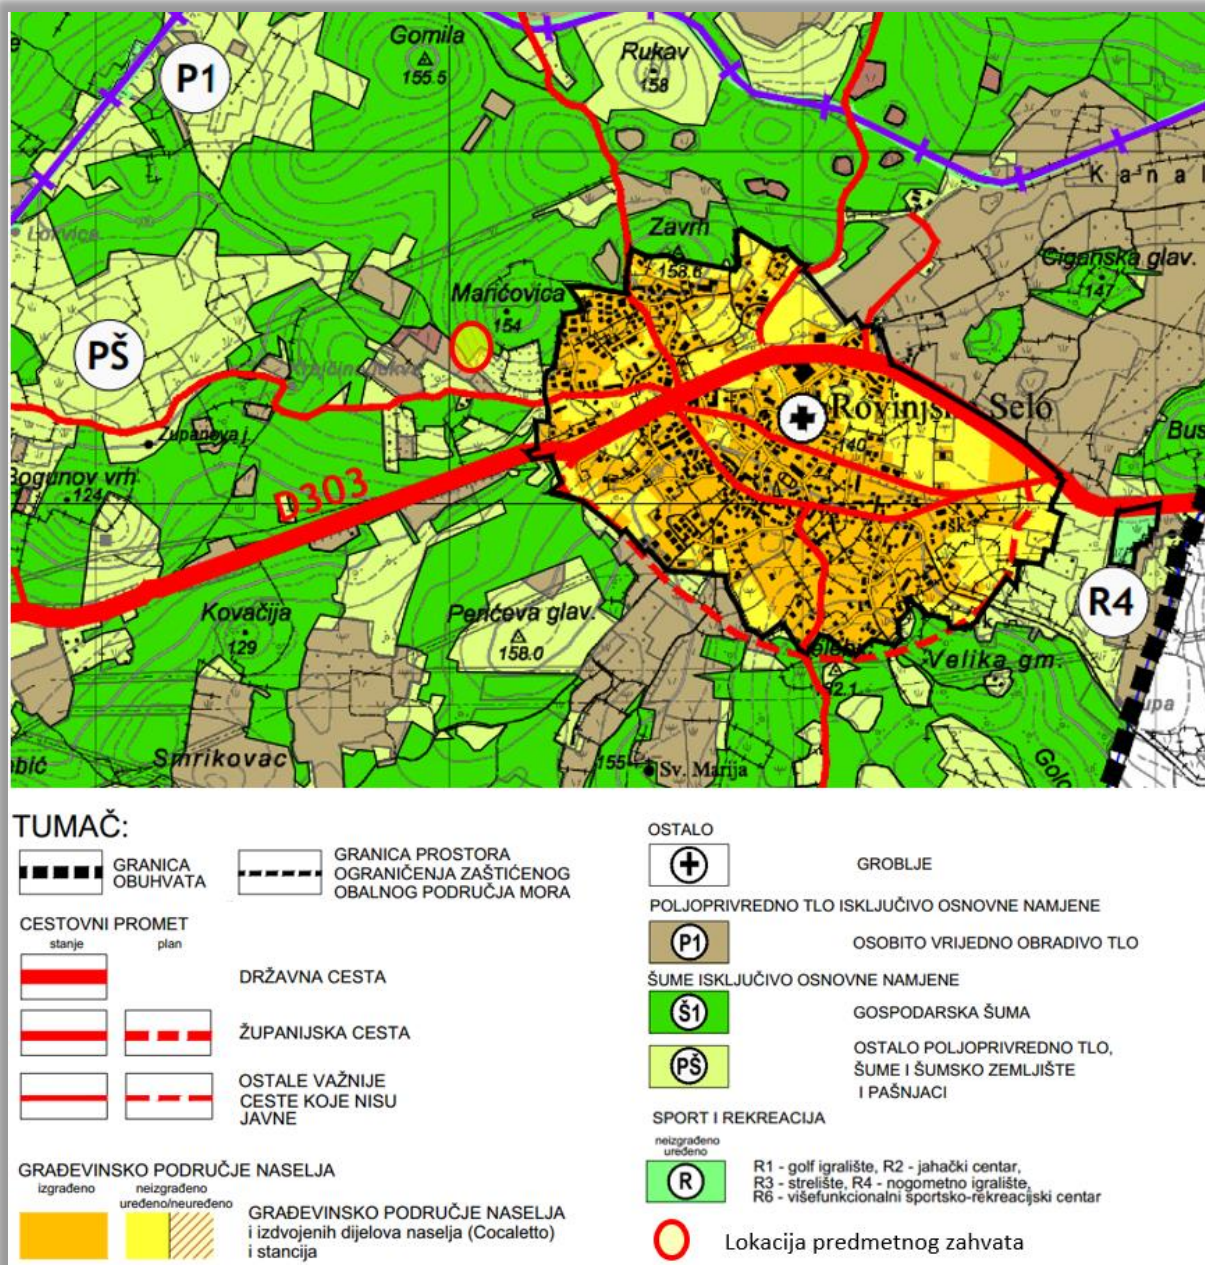 Gomila
155.5
Rukav
158
P1
Kanal
Lorvica
Zavrh
158.6
Ciganska glav.
147
Maričovica
154
PŠ
Rovinjsko Selo
140
Županova j.
Bus
Bogunov vrh
124
D303
šk.
R4
Kovačija
129
Perićeva glav.
158.0
Velika gm.
Smrikovac
155
Sv. Marija
TUMAČ:
GRANICA
OBUHVATA
GRANICA PROSTORA
OGRANIČENJA ZAŠTIĆENOG
OBALNOG PODRUČJA MORA
CESTOVNI PROMET
stanje plan
DRŽAVNA CESTA
ŽUPANIJSKA CESTA
OSTALE VAŽNIJE
CESTE KOJE NISU
JAVNE
GRAĐEVINSKO PODRUČJE NASELJA
izgrađeno neizgrađeno
uređeno/neuređeno
GRAĐEVINSKO PODRUČJE NASELJA
i izdvojenih dijelova naselja (Cocaletto)
i stancija
OSTALO
GROBLJE
POLJOPRIVREDNO TLO ISKLJUČIVO OSNOVNE NAMJENE
P1 OSOBITO VRIJEDNO OBRADIVO TLO
ŠUME ISKLJUČIVO OSNOVNE NAMJENE
Š1 GOSPODARSKA ŠUMA
PŠ OSTALO POLJOPRIVREDNO TLO,
ŠUME I ŠUMSKO ZEMLJIŠTE
I PAŠNJACI
SPORT I REKREACIJA
neizgrađeno
uređeno
R R1 - golf igralište, R2 - jahački centar,
R3 - strelište, R4 - nogometno igralište,
R6 - višefunkcionalni sportsko-rekreacijski centar
Lokacija predmetnog zahvata